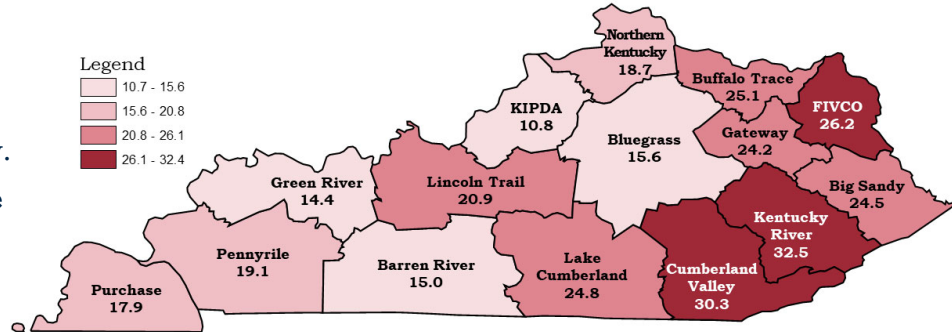 Legend
10.7 - 15.6
15.6 - 20.8
20.8 - 26.1
26.1 - 32.4
Northern
Kentucky
18.7
Buffalo Trace
25.1
FIVCO
26.2
KIPDA
10.8
Bluegrass
15.6
Gateway
24.2
Green River
14.4
Lincoln Trail
20.9
Big Sandy
24.5
Kentucky
River
32.5
Pennyrile
19.1
Barren River
15.0
Lake
Cumberland
24.8
Cumberland
Valley
30.3
Purchase
17.9